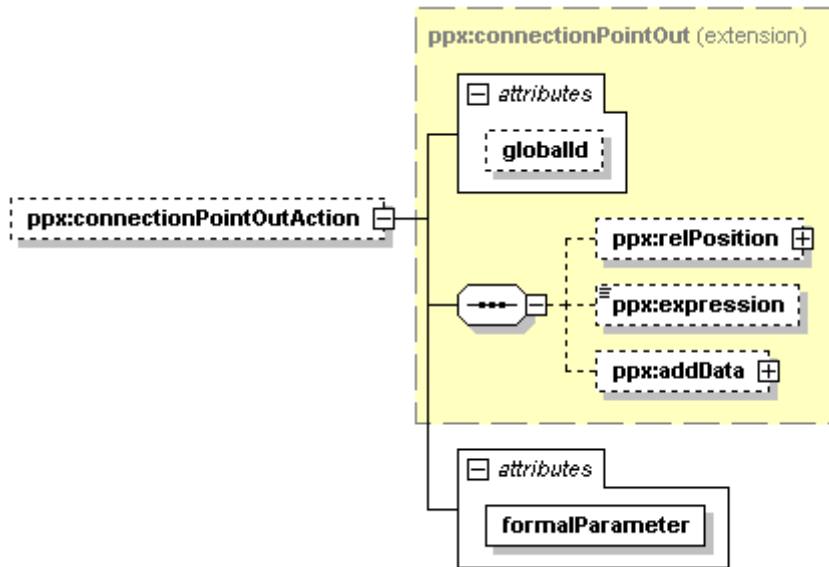 ppx:connectionPointOut (extension)
attributes
globalId
ppx:connectionPointOutAction
ppx:relPosition
ppx:expression
ppx:addData
attributes
formalParameter